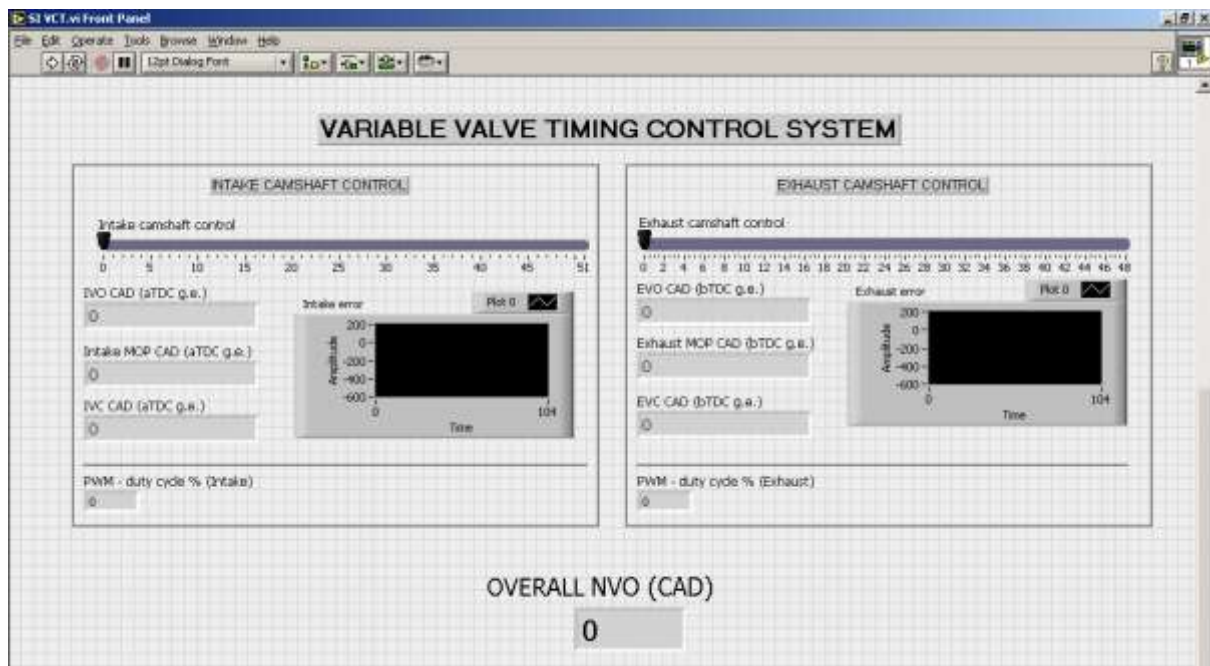 SI VCT.vi Front Panel
File Edit Operate Tools Browse Window Help
12pt Dialog Font
1
VARIABLE VALVE TIMING CONTROL SYSTEM
INTAKE CAMSHAFT CONTROL
Intake camshaft control
0 5 10 15 20 25 30 35 40 45 51
IVO CAD (aTDC g.e.)
0
Intake MOP CAD (aTDC g.e.)
0
IVC CAD (aTDC g.e.)
0
Intake error
Plot 0
Amplitude
200
0
-200
-400
-600
0 104
Time
PWM - duty cycle % (Intake)
0
EXHAUST CAMSHAFT CONTROL
Exhaust camshaft control
0 2 4 6 8 10 12 14 16 18 20 22 24 26 28 30 32 34 36 38 40 42 44 46 48
EVO CAD (bTDC g.e.)
0
Exhaust MOP CAD (bTDC g.e.)
0
EVC CAD (bTDC g.e.)
0
Exhaust error
Plot 0
Amplitude
200
0
-200
-400
-600
0 104
Time
PWM - duty cycle % (Exhaust)
0
OVERALL NVO (CAD)
0